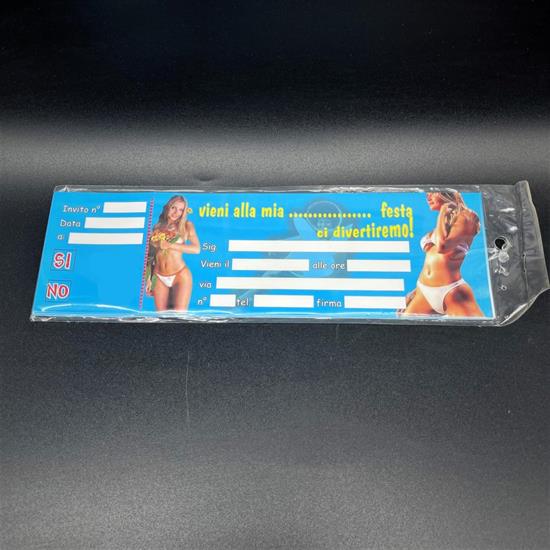 Invito n°
Data
a:
SI
NO
vieni alla mia ................. festa
ci divertiremo!
Sig.
Vieni il alle ore
via
n° tel. firma